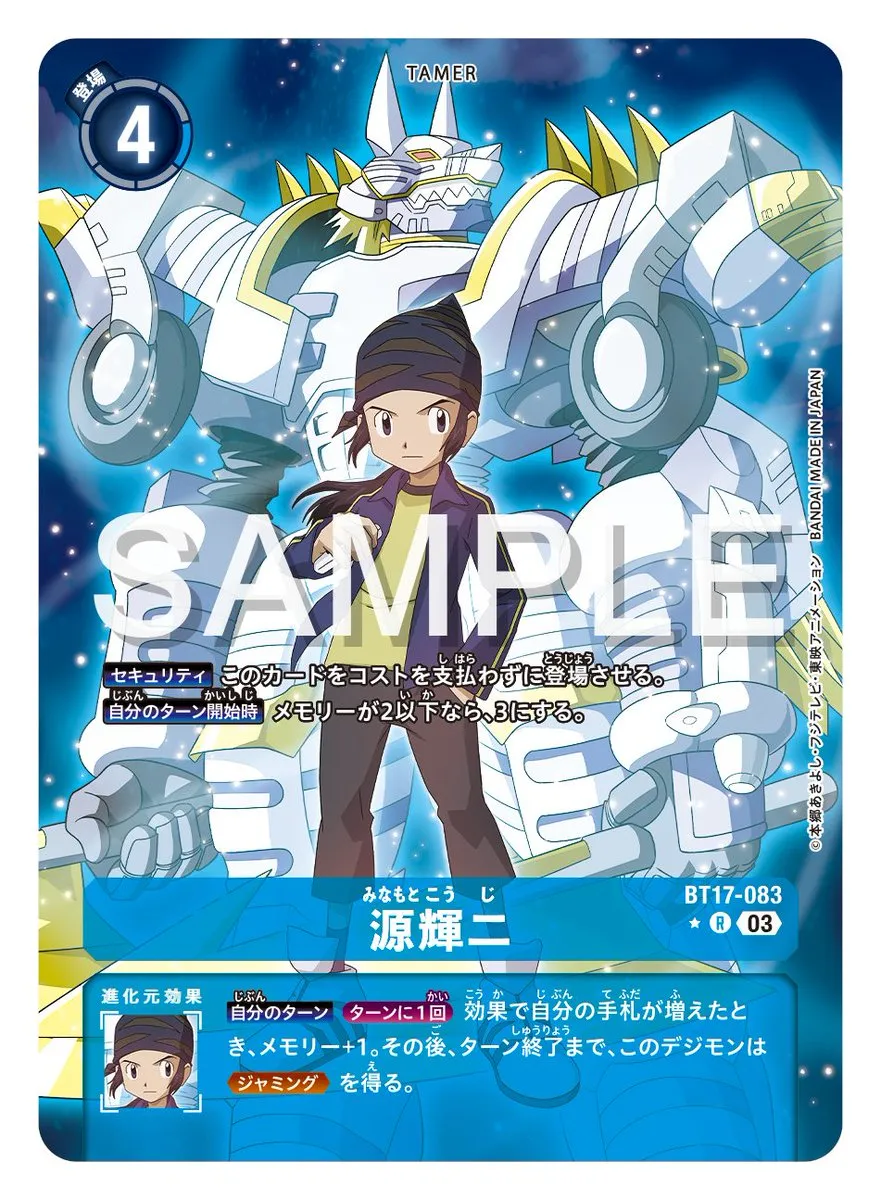 TAMER
登場
4
BANDAI MADE IN JAPAN
©本郷あきよし・フジテレビ・東映アニメーション
SAMPLE
セキュリティ このカードをコストを支払わずに登場させる。
自分のターン開始時 メモリーが2以下なら、3にする。
みなもと こう じ
源輝二
BT17-083
R 03
進化元効果
自分のターン ターンに1回 効果で自分の手札が増えたと
き、メモリー+1。その後、ターン終了まで、このデジモンは
ジャミング を得る。